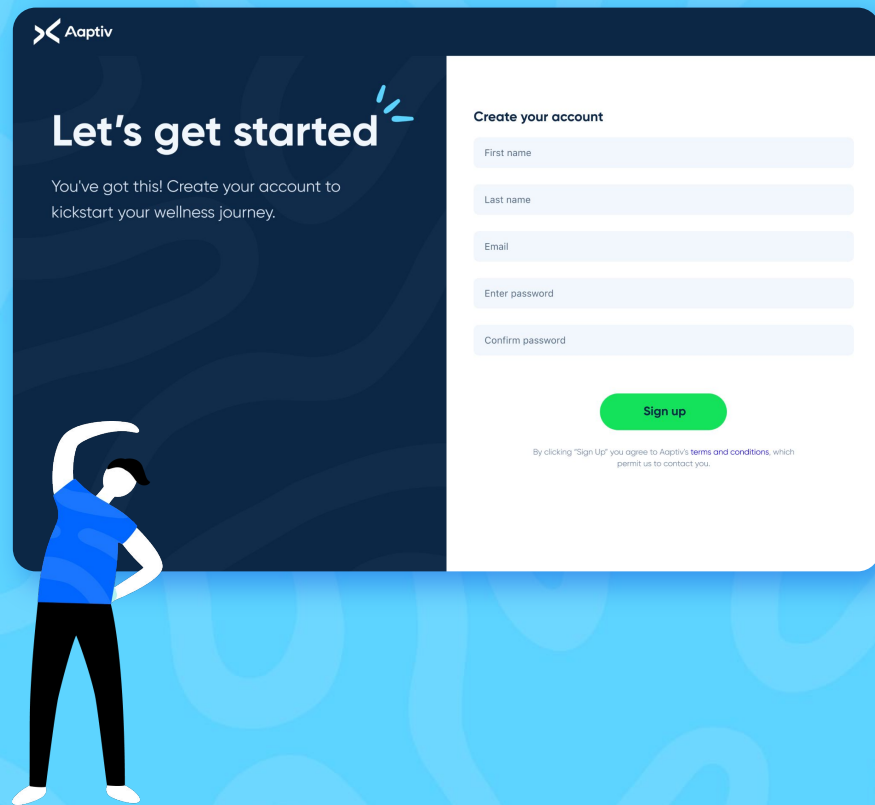 Aaptiv
Let's get started
You've got this! Create your account to
kickstart your wellness journey.
Create your account
First name
Last name
Email
Enter password
Confirm password
Sign up
By clicking "Sign Up" you agree to Aaptiv's terms and conditions, which
permit us to contact you.